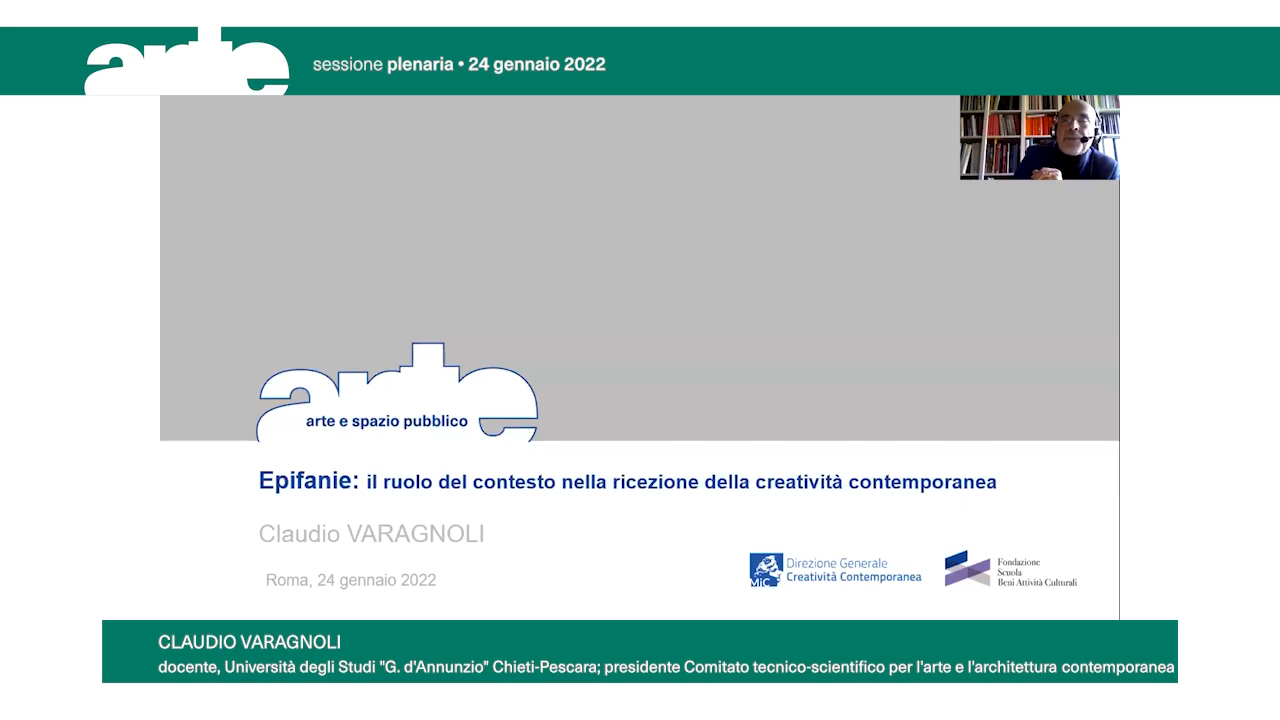 arte
sessione plenaria • 24 gennaio 2022
arte
arte e spazio pubblico
Epifanie: il ruolo del contesto nella ricezione della creatività contemporanea
Claudio VARAGNOLI
Roma, 24 gennaio 2022
MiC
Direzione Generale
Creatività Contemporanea
Fondazione
Scuola
Beni Attività Culturali
CLAUDIO VARAGNOLI
docente, Università degli Studi "G. d'Annunzio" Chieti-Pescara; presidente Comitato tecnico-scientifico per l'arte e l'architettura contemporanea